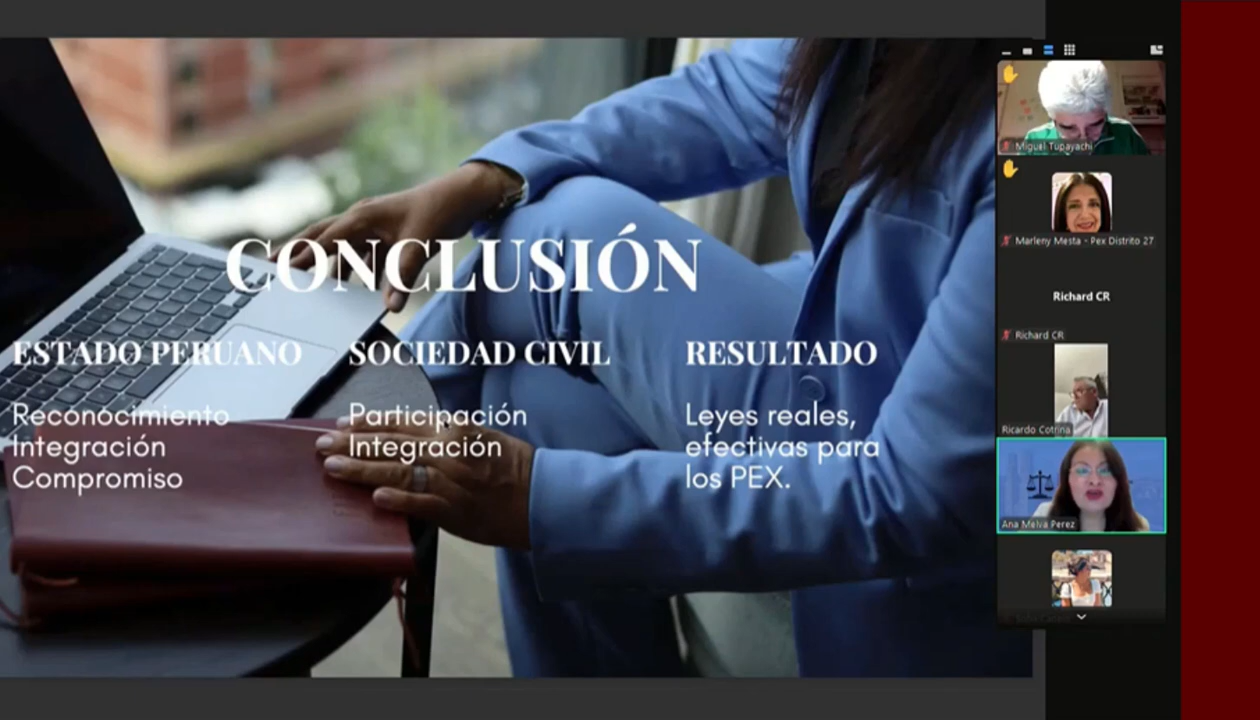 CONCLUSIÓN
ESTADO PERUANO
Reconocimiento
Integración
Compromiso
SOCIEDAD CIVIL
Participación
Integración
RESULTADO
Leyes reales,
efectivas para
los PEX.
Miguel Tupayachi
Marleny Mesta - Pex Distrito 27
Richard CR
Richard CR
Ricardo Cotrina
Ana Melva Perez